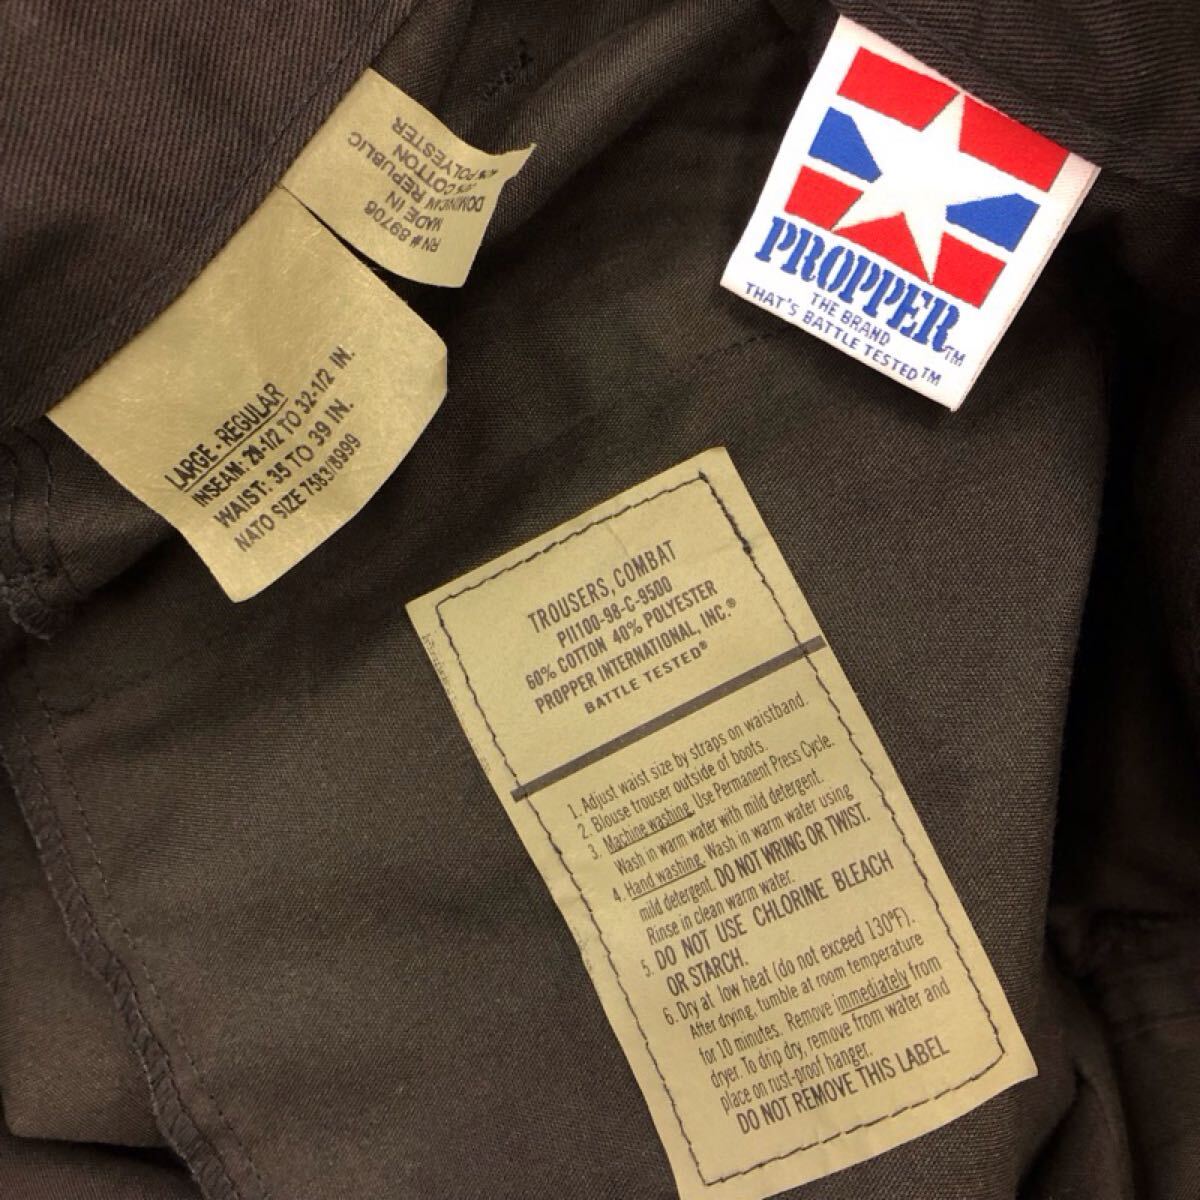 RN# 89706
MADE IN
DOMINICAN REPUBLIC
COTTON
40% POLYESTER
PROPPER TM
THE BRAND
THAT'S BATTLE TESTED TM
LARGE - REGULAR
INSEAM: 29-1/2 TO 32-1/2 IN.
WAIST: 35 TO 39 IN.
NATO SIZE 7583/8999
TROUSERS, COMBAT
PII100-98-C-9500
60% COTTON 40% POLYESTER
PROPPER INTERNATIONAL, INC.®
BATTLE TESTED®
1. Adjust waist size by straps on waistband.
2. Blouse trouser outside of boots.
3. Machine washing. Use Permanent Press Cycle.
Wash in warm water with mild detergent.
4. Hand washing. Wash in warm water using
mild detergent. DO NOT WRING OR TWIST.
Rinse in clean warm water.
5. DO NOT USE CHLORINE BLEACH
OR STARCH.
6. Dry at low heat (do not exceed 130°F).
After drying, tumble at room temperature
for 10 minutes. Remove immediately from
dryer. To drip dry, remove from water and
place on rust-proof hanger.
DO NOT REMOVE THIS LABEL